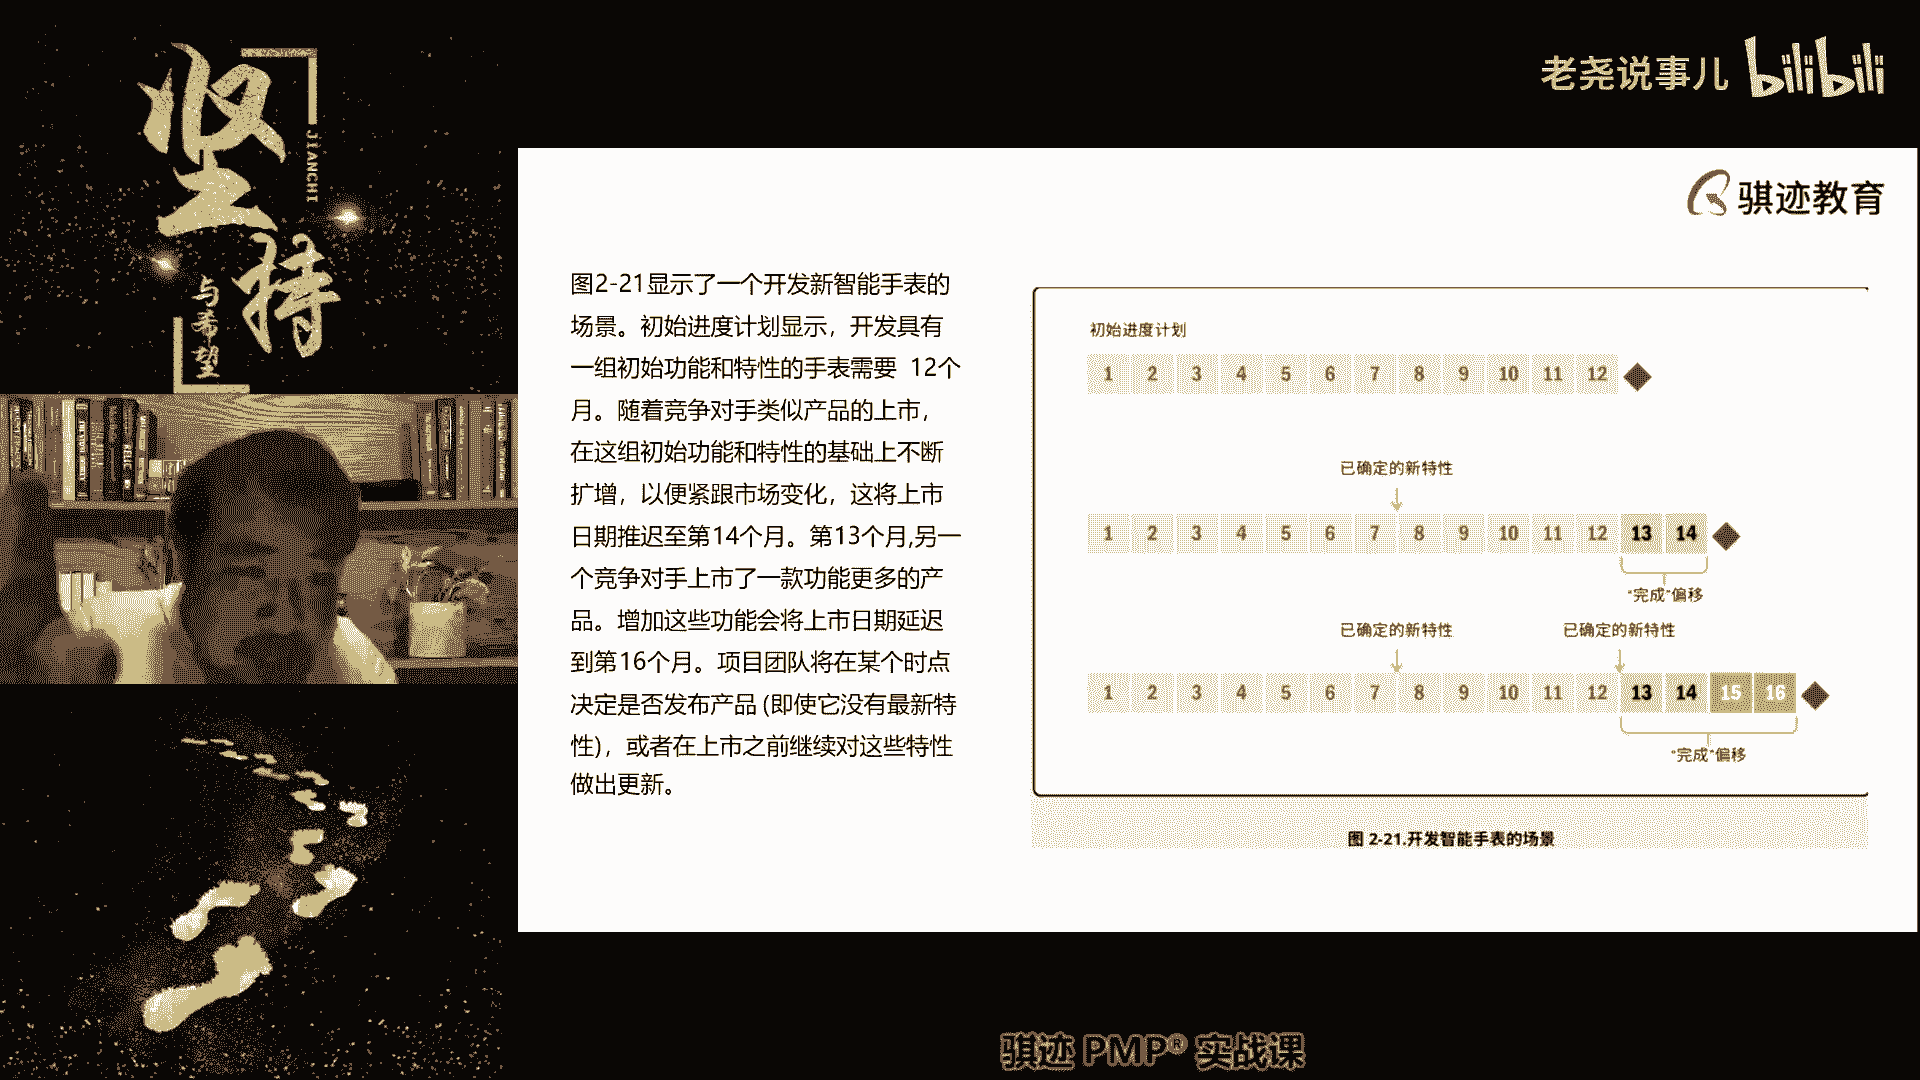 坚持
JIANCHI
与希望
老尧说事儿 bilibili
骐迹教育
图2-21显示了一个开发新智能手表的
场景。初始进度计划显示，开发具有
一组初始功能和特性的手表需要 12个
月。随着竞争对手类似产品的上市，
在这组初始功能和特性的基础上不断
扩增，以便紧跟市场变化，这将上市
日期推迟至第14个月。第13个月,另一
个竞争对手上市了一款功能更多的产
品。增加这些功能会将上市日期延迟
到第16个月。项目团队将在某个时点
决定是否发布产品 (即使它没有最新特
性)，或者在上市之前继续对这些特性
做出更新。
初始进度计划
1 2 3 4 5 6 7 8 9 10 11 12
已确定的新特性
1 2 3 4 5 6 7 8 9 10 11 12 13 14
“完成”偏移
已确定的新特性 已确定的新特性
1 2 3 4 5 6 7 8 9 10 11 12 13 14 15 16
“完成”偏移
图 2-21.开发智能手表的场景
骐迹 PMP® 实战课